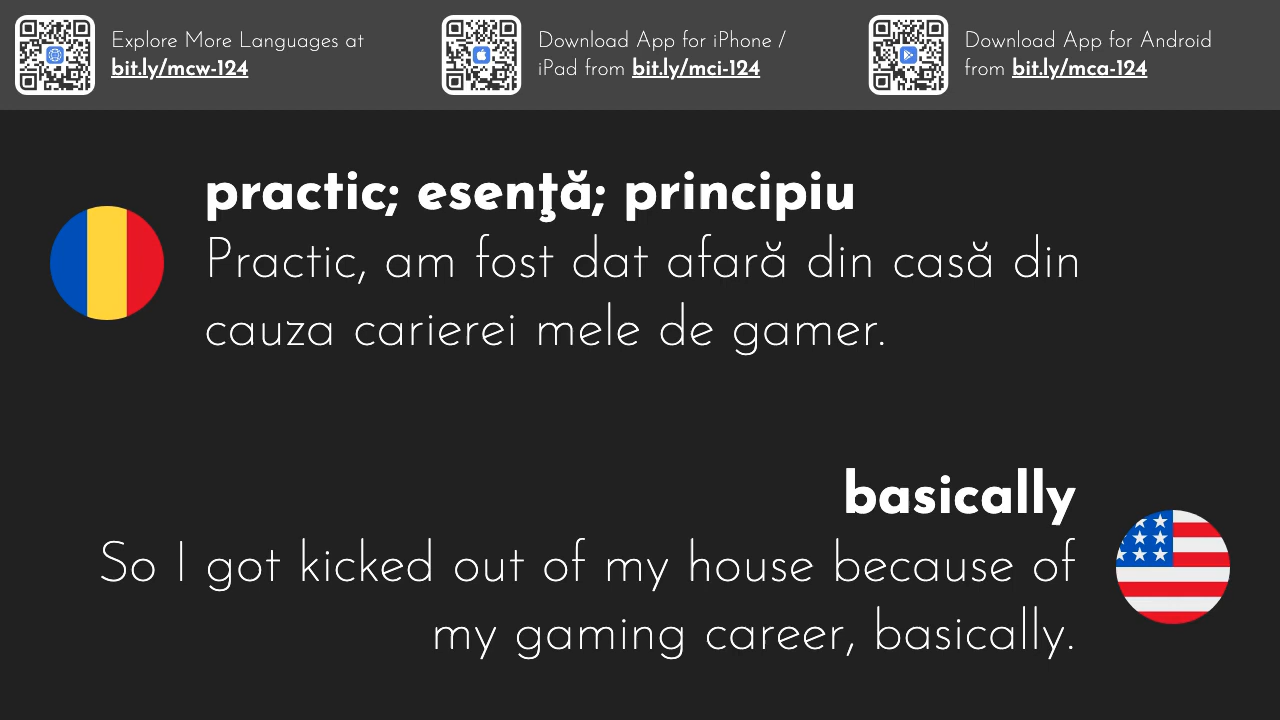 Explore More Languages at
bit.ly/mcw-124
Download App for iPhone /
iPad from bit.ly/mci-124
Download App for Android
from bit.ly/mca-124
practic; esenţă; principiu
Practic, am fost dat afară din casă din
cauza carierei mele de gamer.
basically
So I got kicked out of my house because of
my gaming career, basically.